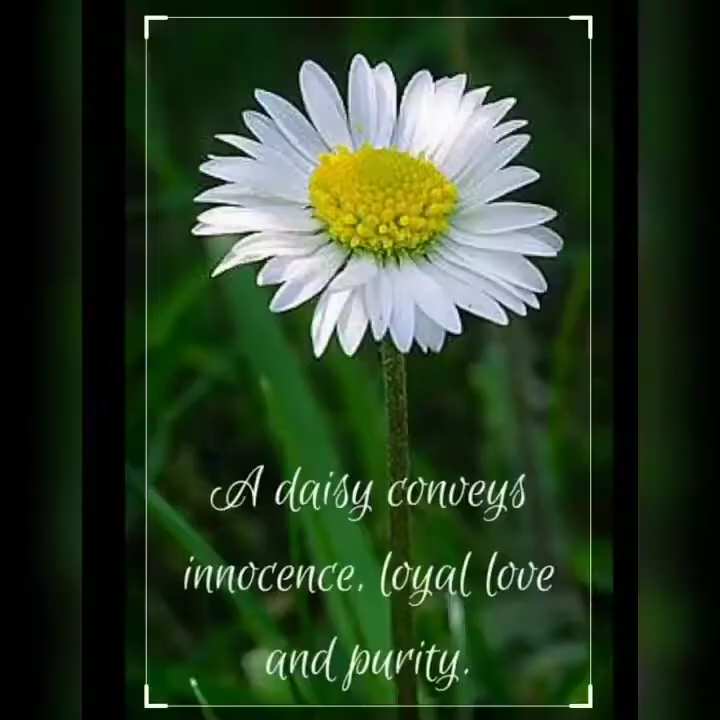 A daisy conveys
innocence, loyal love
and purity.